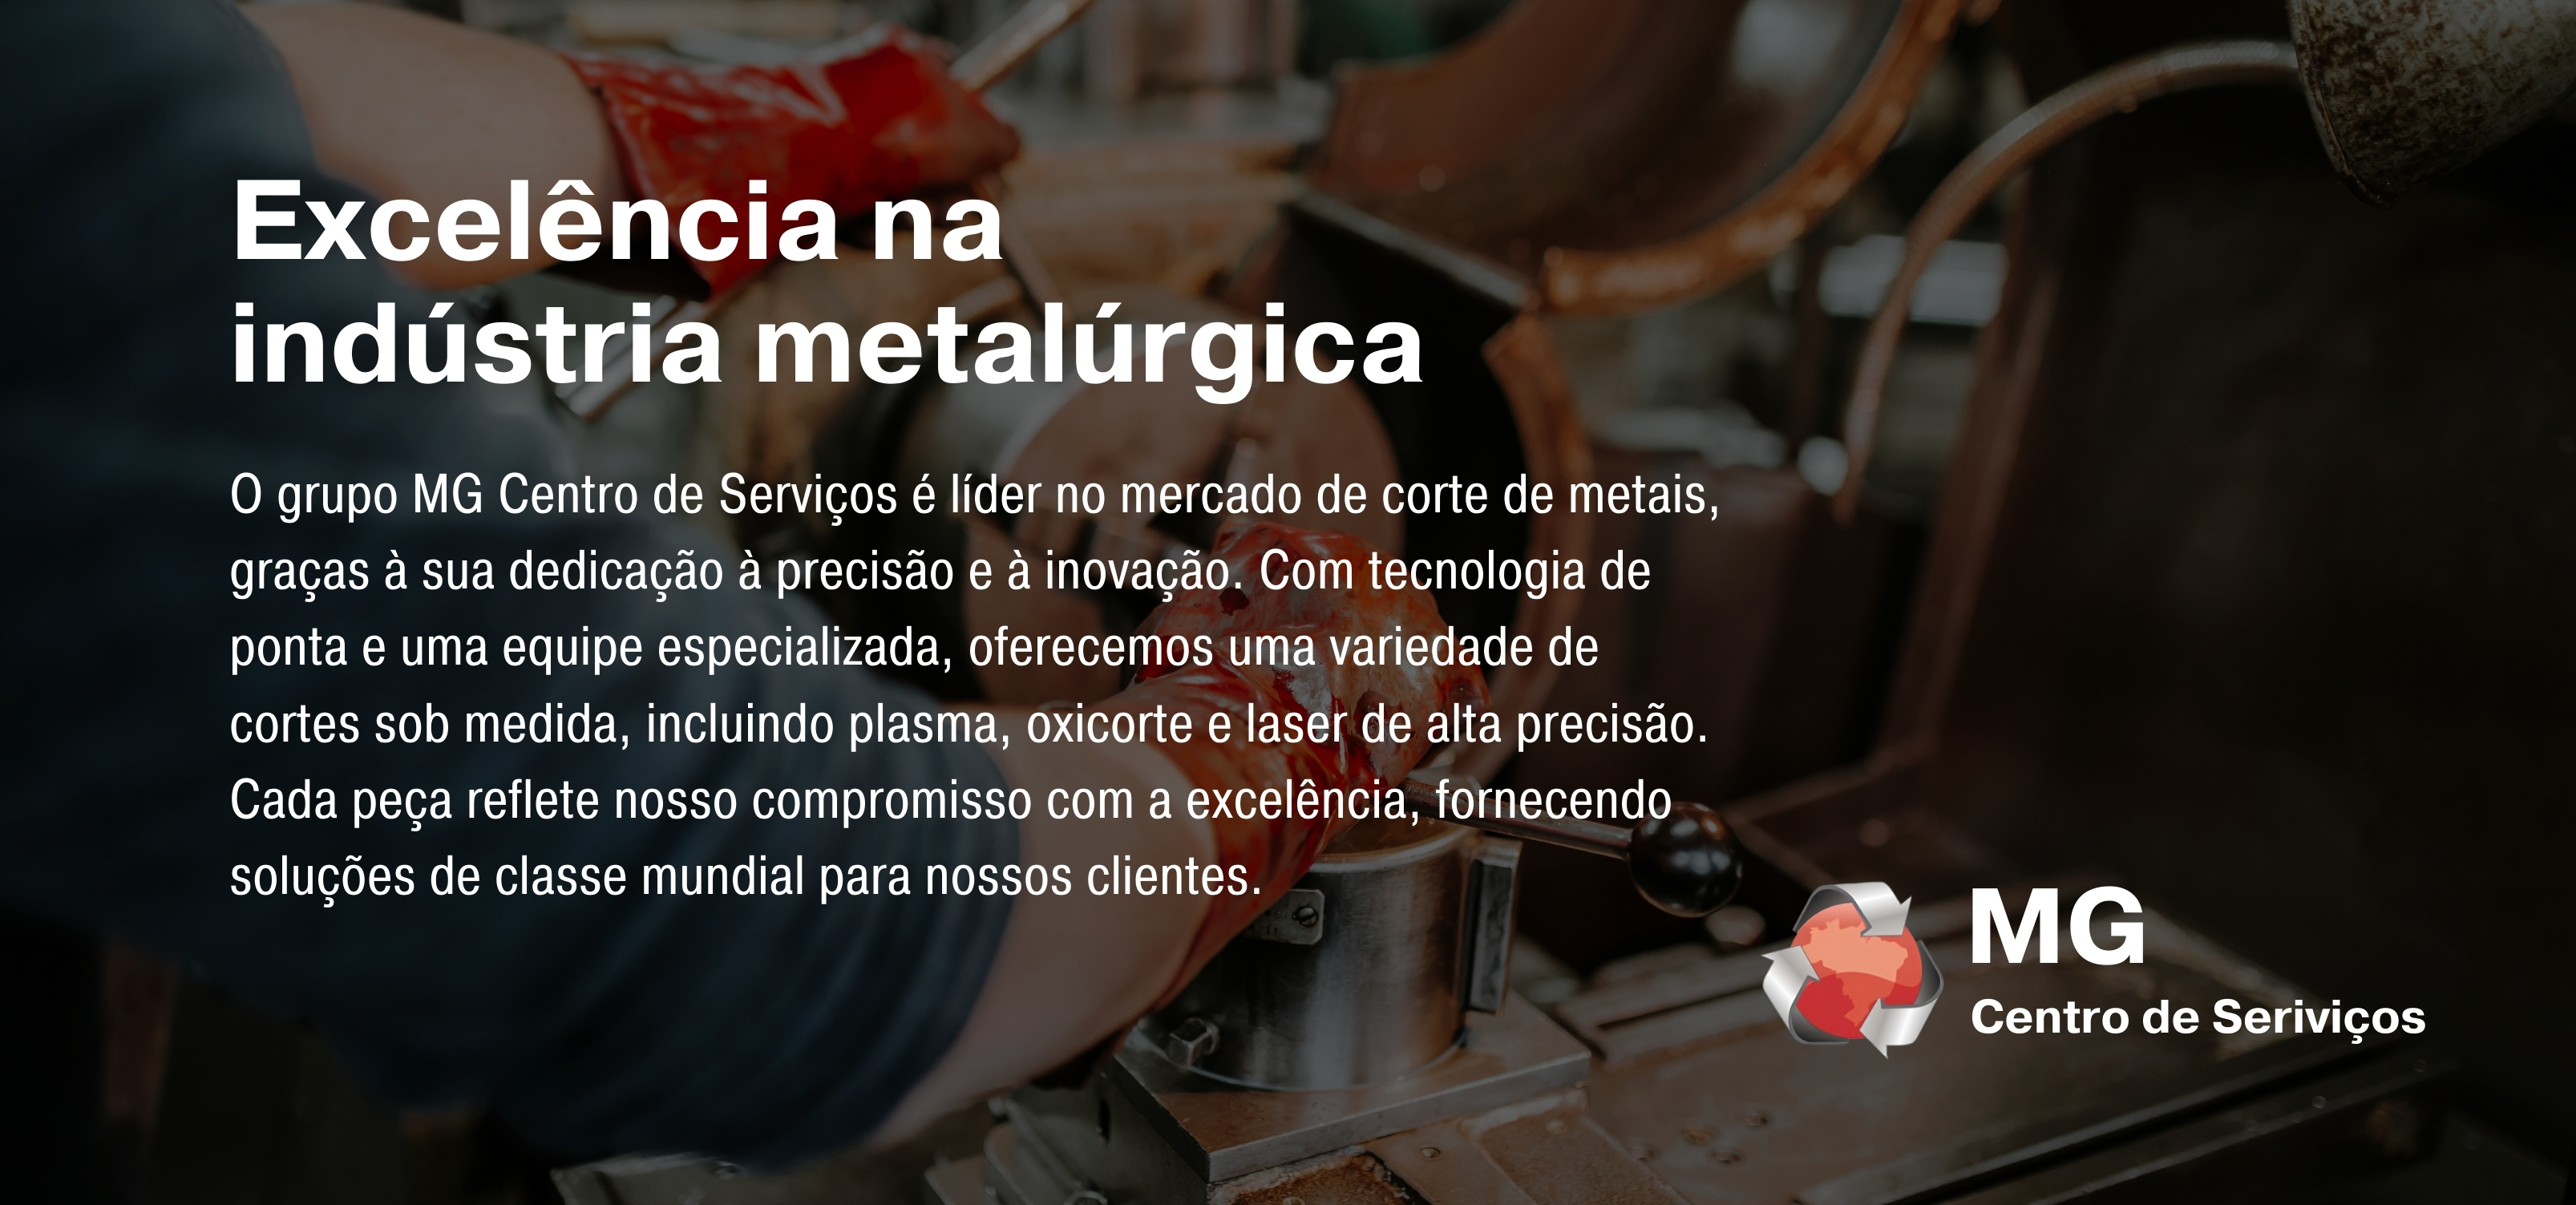 Excelência na
indústria metalúrgica
O grupo MG Centro de Serviços é líder no mercado de corte de metais,
graças à sua dedicação à precisão e à inovação. Com tecnologia de
ponta e uma equipe especializada, oferecemos uma variedade de
cortes sob medida, incluindo plasma, oxicorte e laser de alta precisão.
Cada peça reflete nosso compromisso com a excelência, fornecendo
soluções de classe mundial para nossos clientes.
MG
Centro de Seriviços